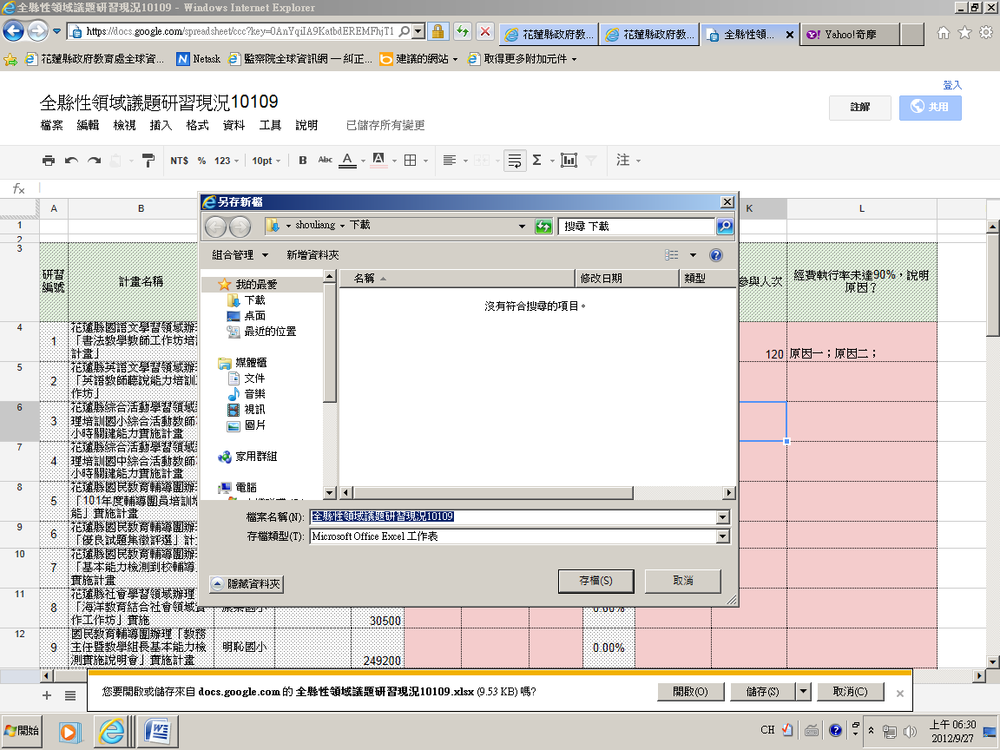 全縣性領域議題研習現況10109 - Windows Internet Explorer
https://docs.google.com/spreadsheet/ccc?key=0AnYqiIA9KatbdEREMFhjT1
花蓮縣政府教... 花蓮縣政府教... 全縣性領... Yahoo!奇摩
花蓮縣政府教育處全球資... Netask 監察院全球資訊網 — 糾正... 建議的網站 取得更多附加元件
登入
全縣性領域議題研習現況10109
註解 共用
檔案 編輯 檢視 插入 格式 資料 工具 說明 已儲存所有變更
NT$ % 123 10pt B Abc A A Σ 注
fx
A B K L
1
2
3
研習編號 計畫名稱 參與人次 經費執行率未達90%，說明原因？
4
1 花蓮縣國語文學習領域辦
「書法教學教師工作坊培
計畫」
120 原因一；原因二；
5
2 花蓮縣英語文學習領域辦
「英語教師聽說能力培訓
作坊」
6
3 花蓮縣綜合活動學習領域
理培訓國小綜合活動教師
小時關鍵能力實施計畫
7
4 花蓮縣綜合活動學習領域
理培訓國中綜合活動教師
小時關鍵能力實施計畫
8
5 花蓮縣國民教育輔導團辦
「101年度輔導團員培訓
能」實施計畫
9
6 花蓮縣國民教育輔導團辦
「優良試題集徵評選」計
10
7 花蓮縣國民教育輔導團辦
「基本能力檢測到校輔導
實施計畫
11
8 花蓮縣社會學習領域辦理
「海洋教育結合社會領域
作工作坊」實施
30500 0.00%
12
9 國民教育輔導團辦理「教務
主任暨教學組長基本能力檢
測實施說明會」實施計畫
明恥國小 249200 0.00%
另存新檔
shouliang 下載
搜尋 下載
組合管理 新增資料夾
我的最愛
下載
桌面
最近的位置
媒體櫃
文件
音樂
視訊
圖片
家用群組
電腦
名稱 修改日期 類型
沒有符合搜尋的項目。
檔案名稱(N): 全縣性領域議題研習現況10109
存檔類型(T): Microsoft Office Excel 工作表
隱藏資料夾 存檔(S) 取消
您要開啟或儲存來自 docs.google.com 的 全縣性領域議題研習現況10109.xlsx (9.53 KB) 嗎?
開啟(O) 儲存(S) 取消(C)
開始
CH
上午 06:30
2012/9/27